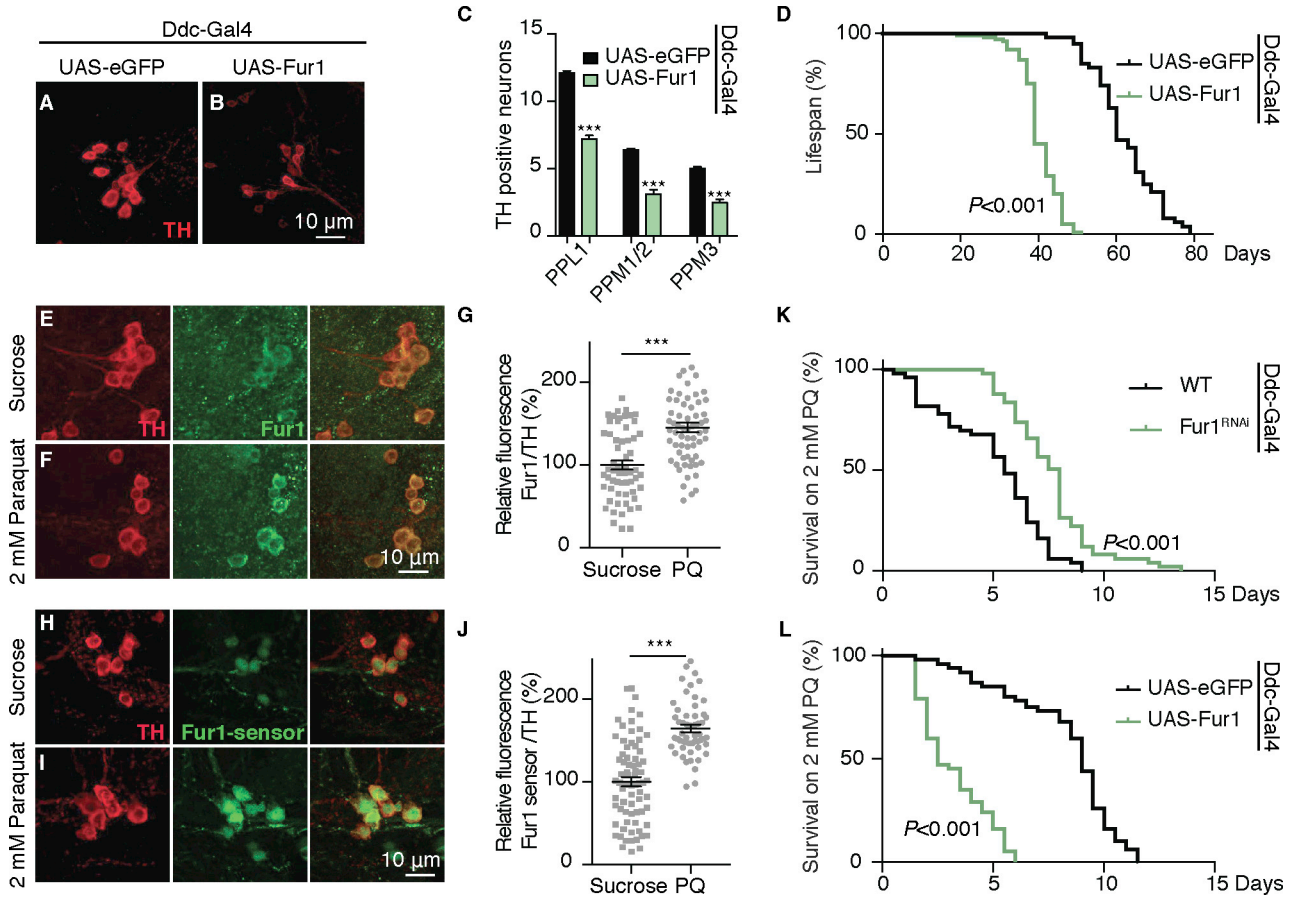 Ddc-Gal4
UAS-eGFP UAS-Fur1
A B
TH
10 µm
C
TH positive neurons
15
10
5
0
UAS-eGFP
UAS-Fur1
Ddc-Gal4
***
***
***
PPL1 PPM1/2 PPM3
D
Lifespan (%)
100
50
0
UAS-eGFP
UAS-Fur1
Ddc-Gal4
P<0.001
0 20 40 60 80 Days
Sucrose
E
TH Fur1
2 mM Paraquat
F
10 µm
G
Relative fluorescence
Fur1/TH (%)
200
100
0
***
Sucrose PQ
K
Survival on 2 mM PQ (%)
100
50
0
WT
Fur1RNAi
Ddc-Gal4
P<0.001
0 5 10 15 Days
Sucrose
H
TH Fur1-sensor
2 mM Paraquat
I
10 µm
J
Relative fluorescence
Fur1 sensor /TH (%)
200
100
0
***
Sucrose PQ
L
Survival on 2 mM PQ (%)
100
50
0
UAS-eGFP
UAS-Fur1
Ddc-Gal4
P<0.001
0 5 10 15 Days